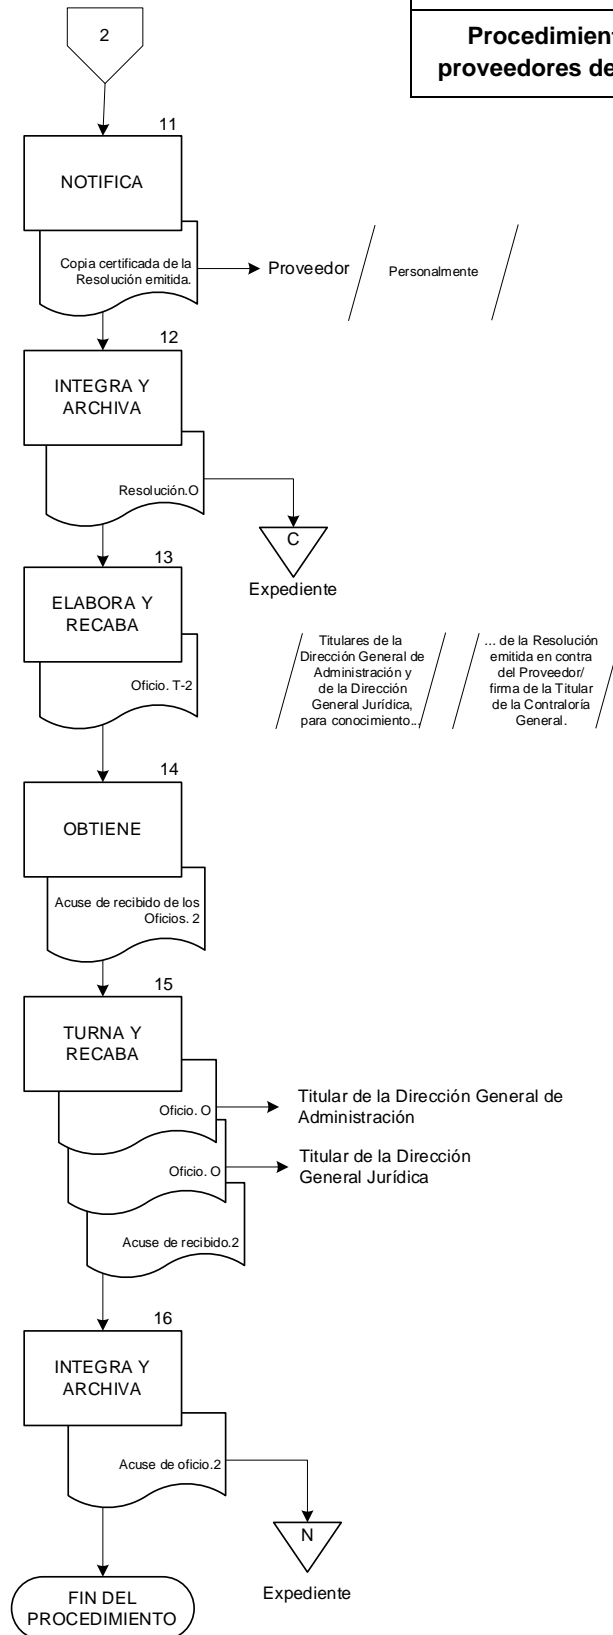 2
Procedimient
proveedores de
11
NOTIFICA
Copia certificada de la
Resolución emitida.
Proveedor
Personalmente
12
INTEGRA Y
ARCHIVA
Resolución.O
C
Expediente
13
ELABORA Y
RECABA
Oficio. T-2
Titulares de la
Dirección General de
Administración y
de la Dirección
General Jurídica,
para conocimiento...
... de la Resolución
emitida en contra
del Proveedor/
firma de la Titular
de la Contraloría
General.
14
OBTIENE
Acuse de recibido de los
Oficios. 2
15
TURNA Y
RECABA
Oficio. O
Titular de la Dirección General de
Administración
Oficio. O
Titular de la Dirección
General Jurídica
Acuse de recibido.2
16
INTEGRA Y
ARCHIVA
Acuse de oficio.2
N
Expediente
FIN DEL
PROCEDIMIENTO